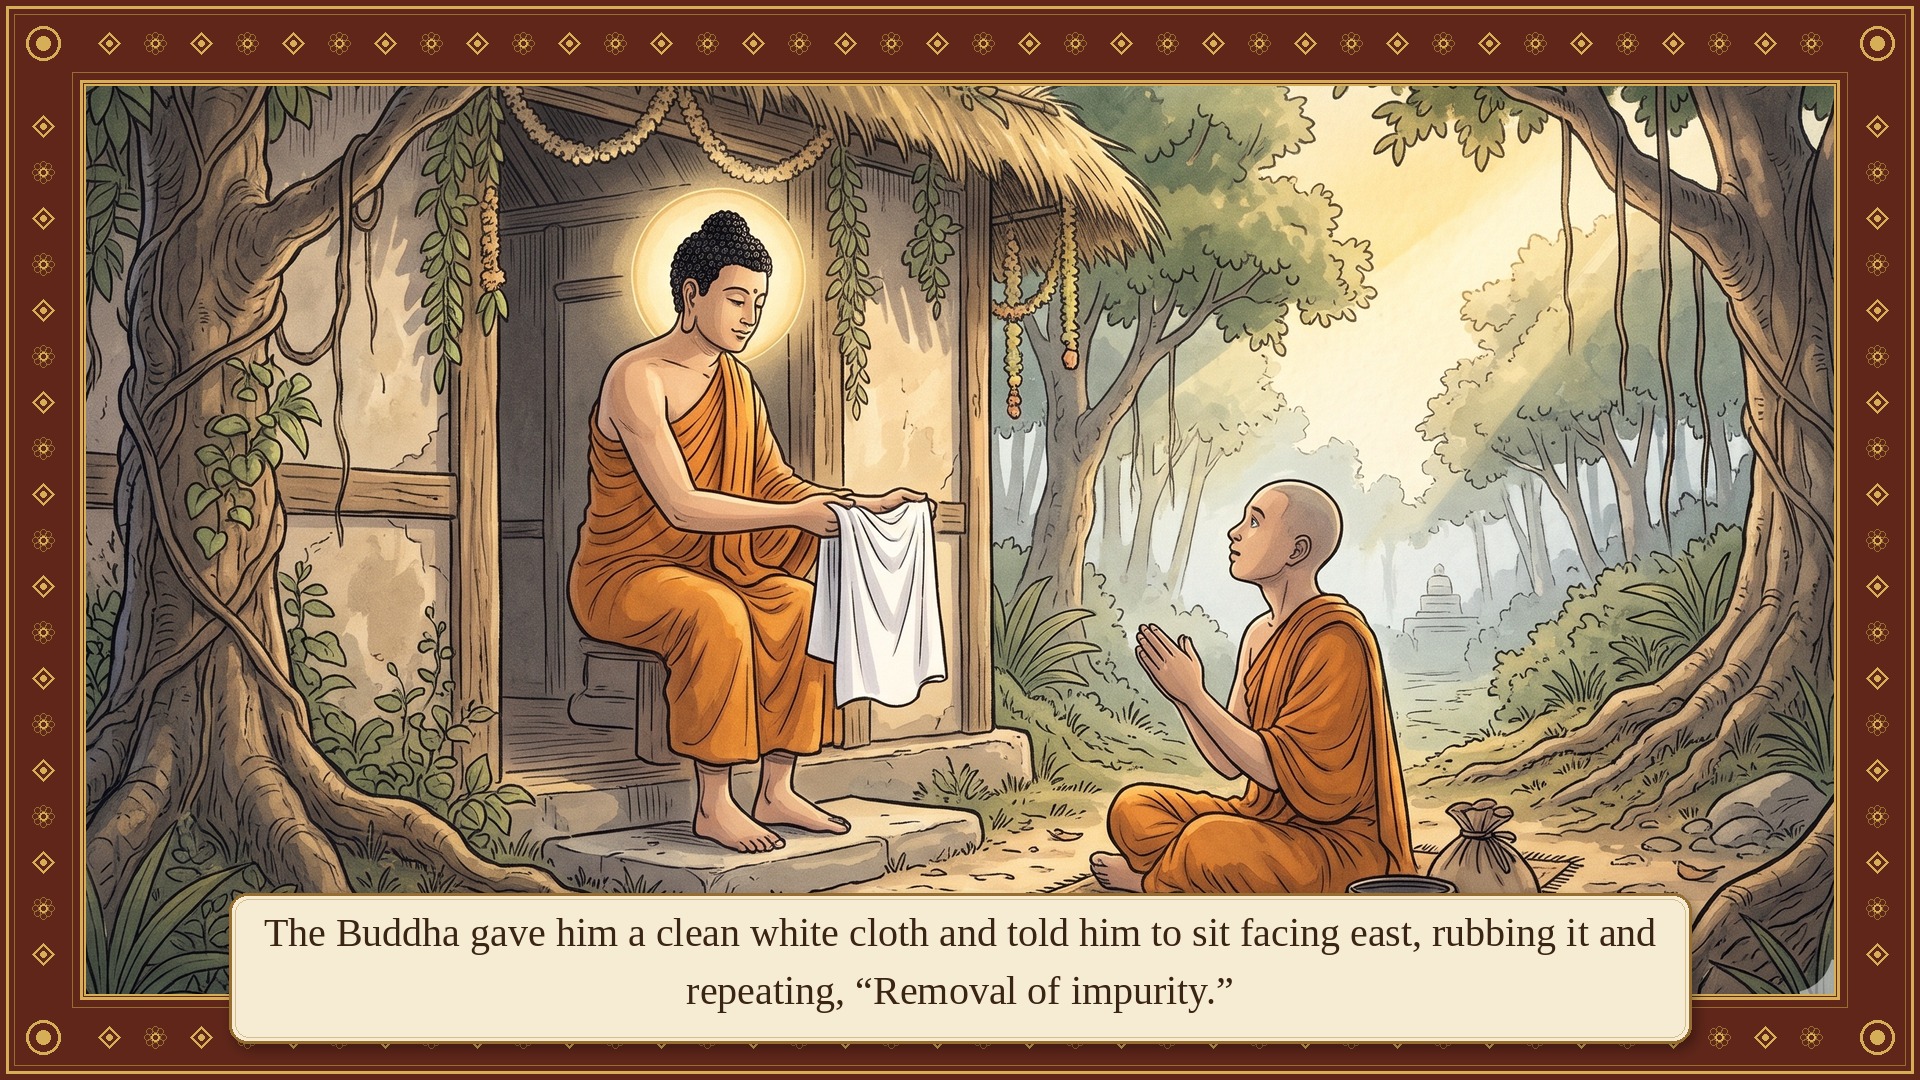 The Buddha gave him a clean white cloth and told him to sit facing east, rubbing it and
repeating, “Removal of impurity.”